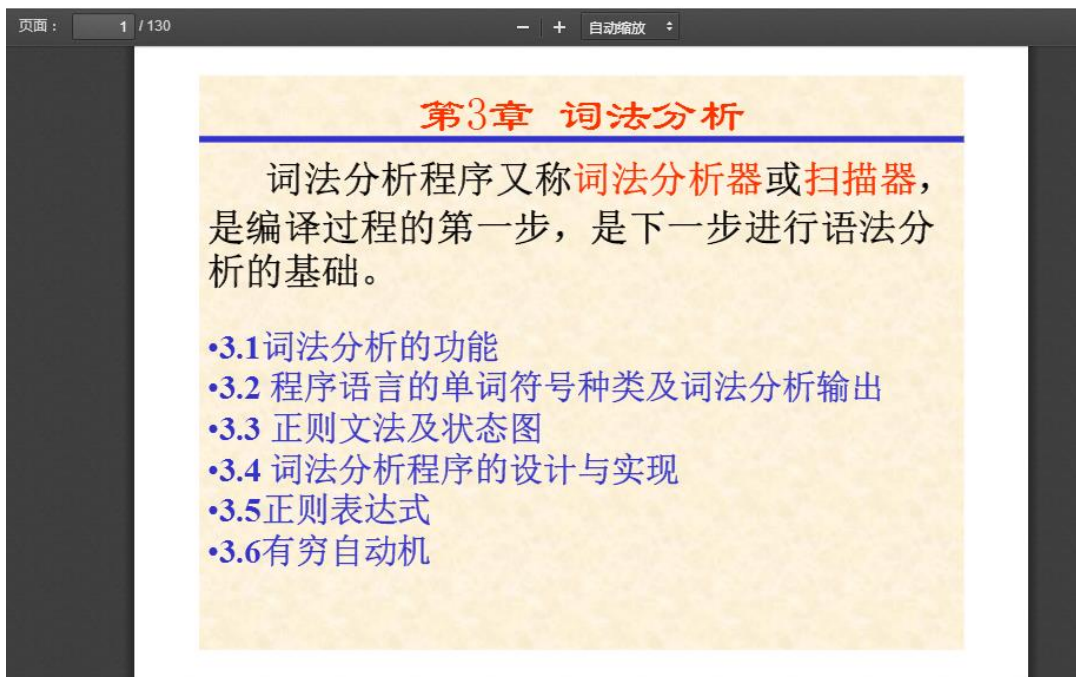 页面： 1 / 130 − + 自动缩放
第3章 词法分析
词法分析程序又称词法分析器或扫描器，
是编译过程的第一步，是下一步进行语法分
析的基础。
•3.1词法分析的功能
•3.2 程序语言的单词符号种类及词法分析输出
•3.3 正则文法及状态图
•3.4 词法分析程序的设计与实现
•3.5正则表达式
•3.6有穷自动机